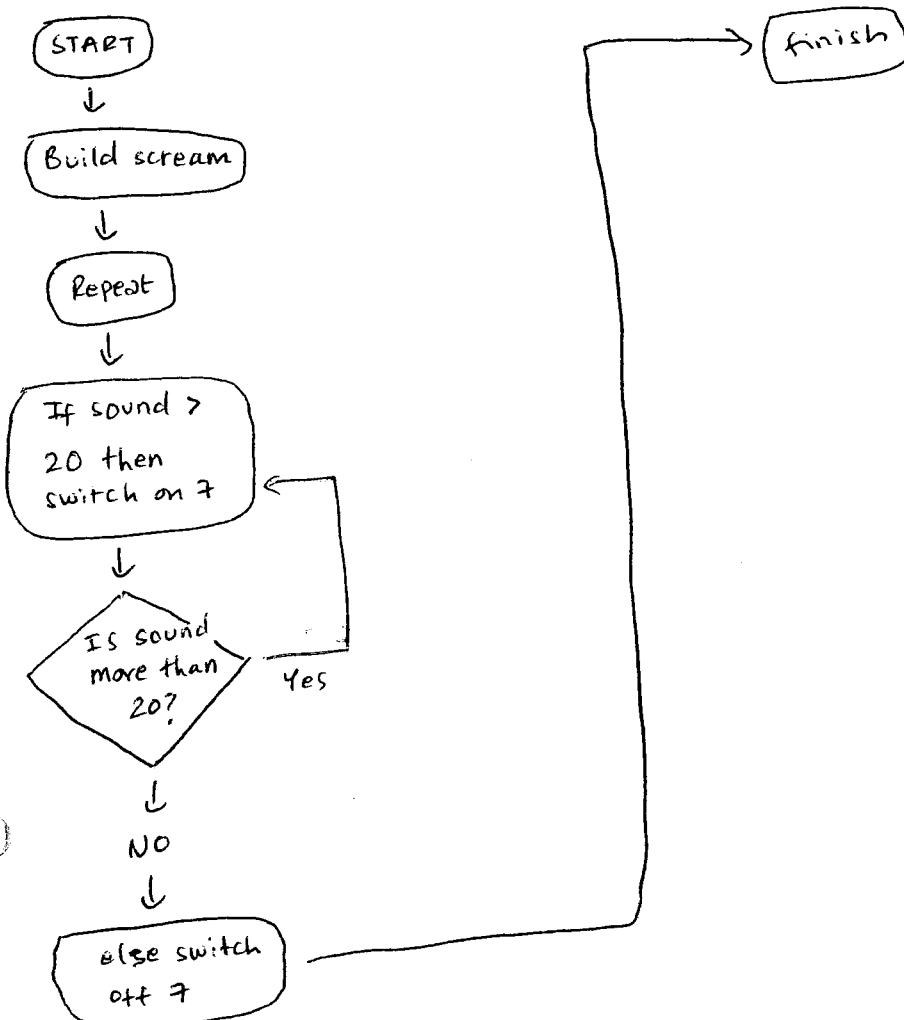 START
Build scream
Repeat
If sound >
20 then
switch on 7
Is sound
more than
20?
Yes
NO
else switch
off 7
finish